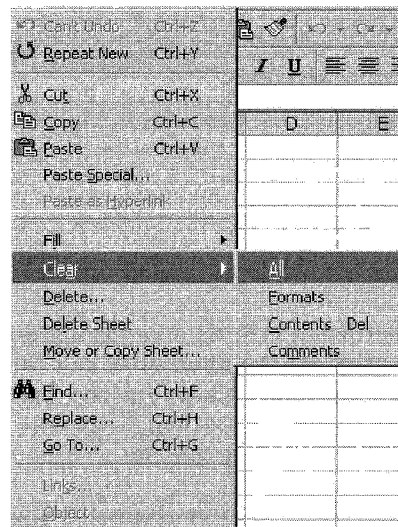 Can't Undo Ctrl+Z
Repeat New Ctrl+Y
Cut Ctrl+X
Copy Ctrl+C
Paste Ctrl+V
Paste Special...
Paste as Hyperlink
Fill
Clear
Delete...
Delete Sheet
Move or Copy Sheet...
Find... Ctrl+F
Replace... Ctrl+H
Go To... Ctrl+G
Links...
Object
I U
D E
All
Formats
Contents Del
Comments